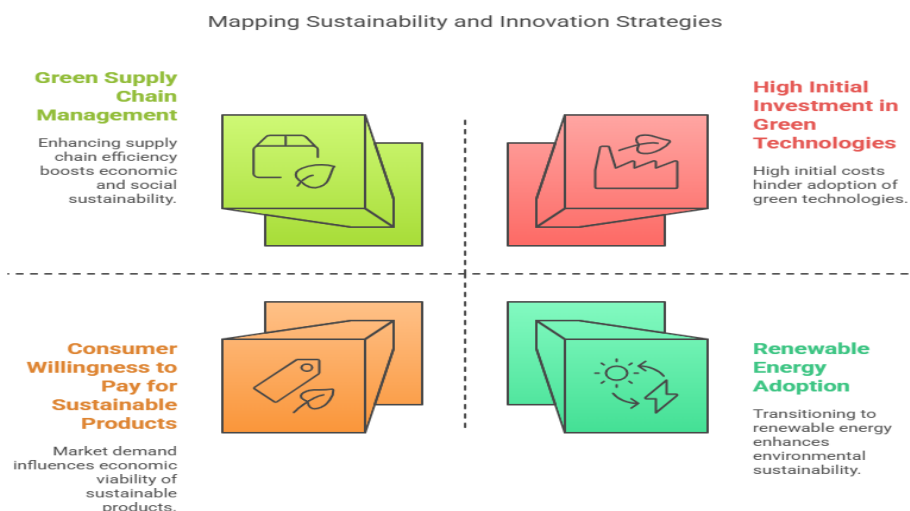 Mapping Sustainability and Innovation Strategies
Green Supply
Chain
Management
Enhancing supply
chain efficiency
boosts economic
and social
sustainability.
High Initial
Investment in
Green
Technologies
High initial costs
hinder adoption of
green technologies.
Consumer
Willingness to
Pay for
Sustainable
Products
Market demand
influences economic
viability of
sustainable
products.
Renewable
Energy
Adoption
Transitioning to
renewable energy
enhances
environmental
sustainability.